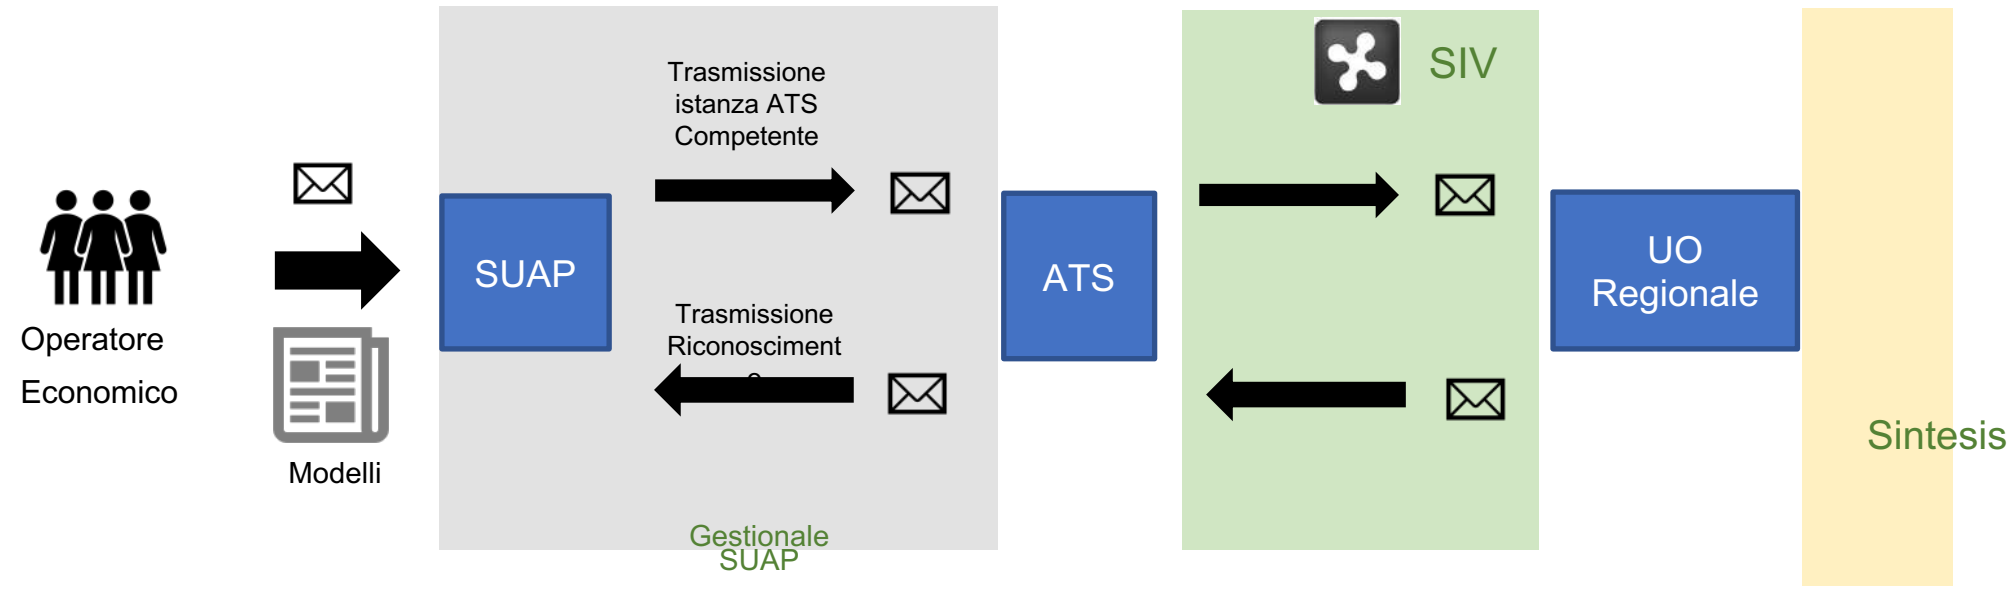 Operatore
Economico
Modelli
SUAP
Trasmissione
istanza ATS
Competente
Trasmissione
Riconosciment
o
Gestionale
SUAP
ATS
SIV
UO
Regionale
Sintesis